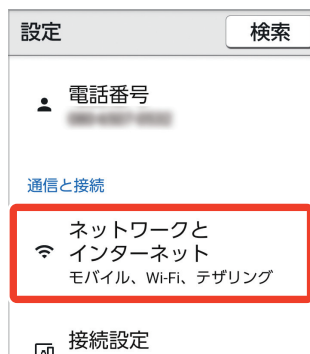 設定
検索
電話番号
通信と接続
ネットワークと
インターネット
モバイル、Wi-Fi、テザリング
接続設定